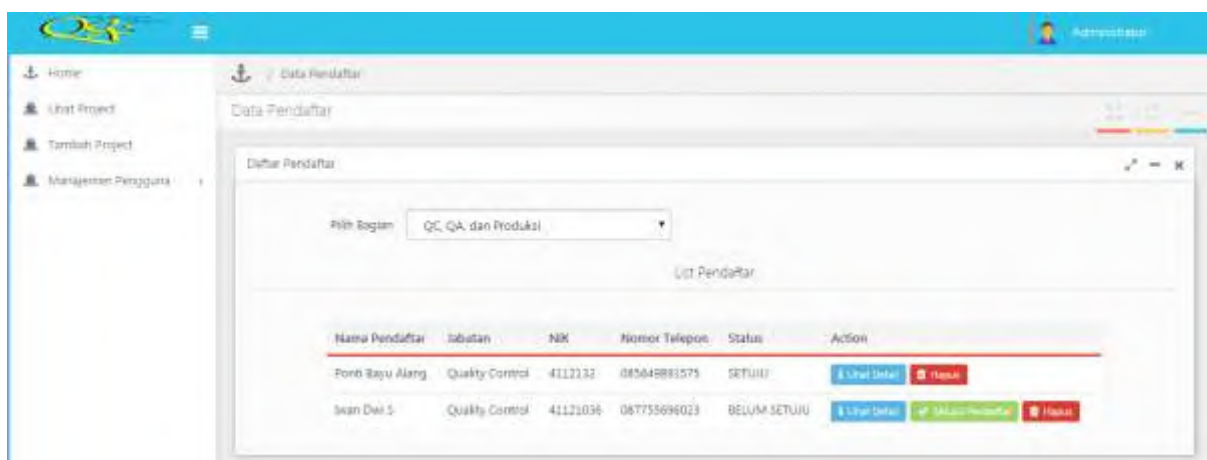 Administrator
Home
Lihat Project
Tambah Project
Manajemen Pengguna
/ Data Pendaftar
Data Pendaftar
Daftar Pendaftar
Pilih Bagian QC, QA, dan Produksi
List Pendaftar
Nama Pendaftar Jabatan NIK Nomor Telepon Status Action
Ponti Bayu Alang Quality Control 4112132 085649891575 SETUJU Lihat Detail Hapus
Iwan Dwi S Quality Control 41121036 087755696023 BELUM SETUJU Lihat Detail Setujui Pendaftar Hapus